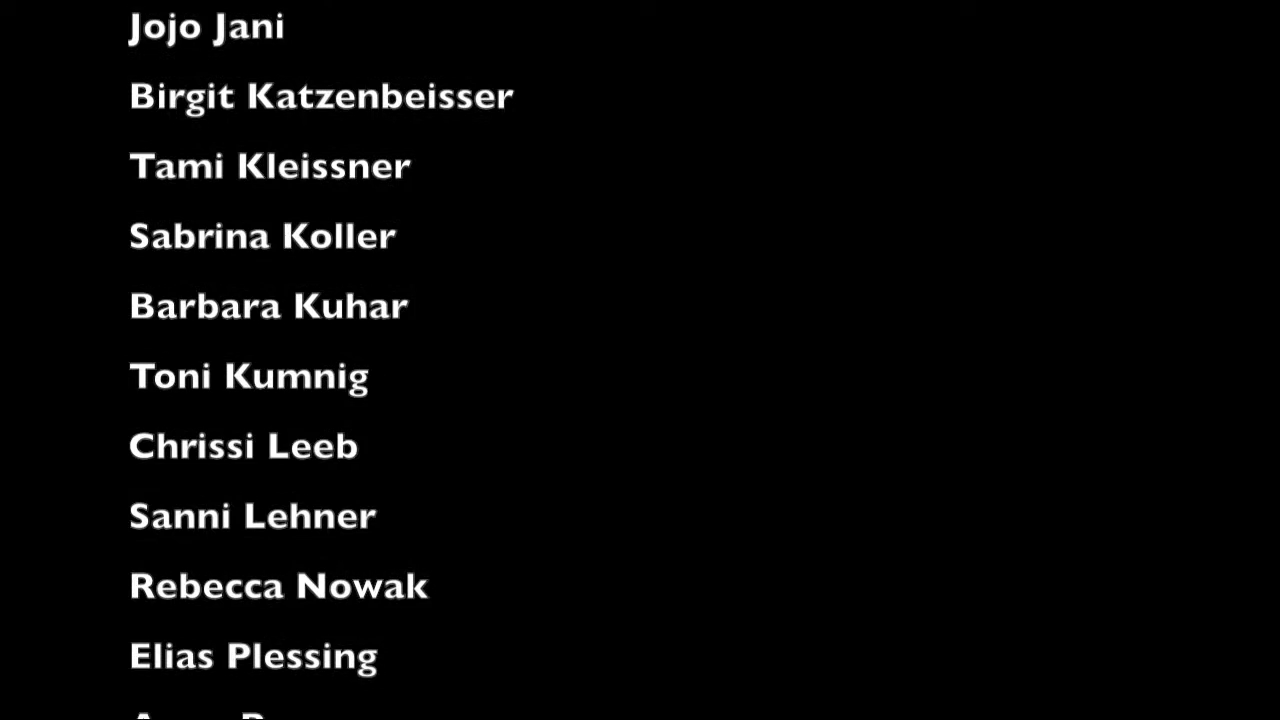 Jojo Jani
Birgit Katzenbeisser
Tami Kleissner
Sabrina Koller
Barbara Kuhar
Toni Kumnig
Chrissi Leeb
Sanni Lehner
Rebecca Nowak
Elias Plessing